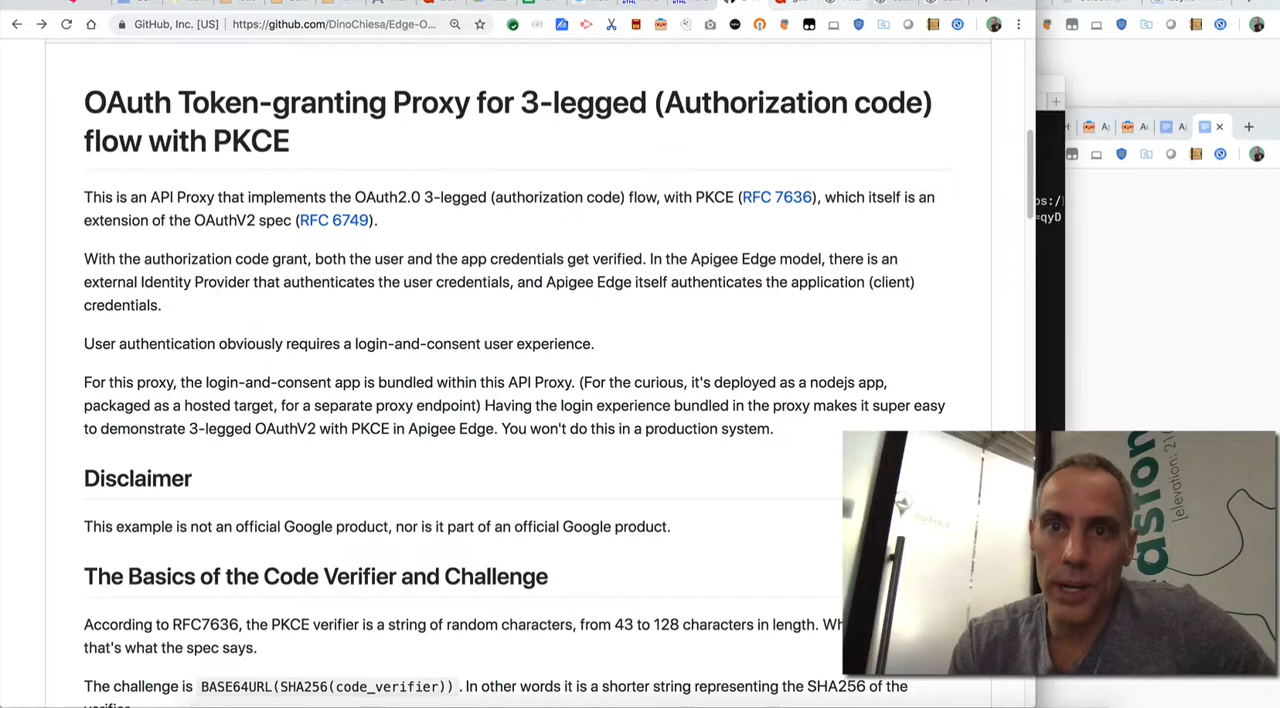 GitHub, Inc. [US] | https://github.com/DinoChiesa/Edge-O...
OAuth Token-granting Proxy for 3-legged (Authorization code)
flow with PKCE
This is an API Proxy that implements the OAuth2.0 3-legged (authorization code) flow, with PKCE (RFC 7636), which itself is an
extension of the OAuthV2 spec (RFC 6749).
With the authorization code grant, both the user and the app credentials get verified. In the Apigee Edge model, there is an
external Identity Provider that authenticates the user credentials, and Apigee Edge itself authenticates the application (client)
credentials.
User authentication obviously requires a login-and-consent user experience.
For this proxy, the login-and-consent app is bundled within this API Proxy. (For the curious, it's deployed as a nodejs app,
packaged as a hosted target, for a separate proxy endpoint) Having the login experience bundled in the proxy makes it super easy
to demonstrate 3-legged OAuthV2 with PKCE in Apigee Edge. You won't do this in a production system.
Disclaimer
This example is not an official Google product, nor is it part of an official Google product.
The Basics of the Code Verifier and Challenge
According to RFC7636, the PKCE verifier is a string of random characters, from 43 to 128 characters in length. Wh
that's what the spec says.
The challenge is BASE64URL(SHA256(code_verifier)). In other words it is a shorter string representing the SHA256 of the
ps:/
=qyD
aston
elevation: 21